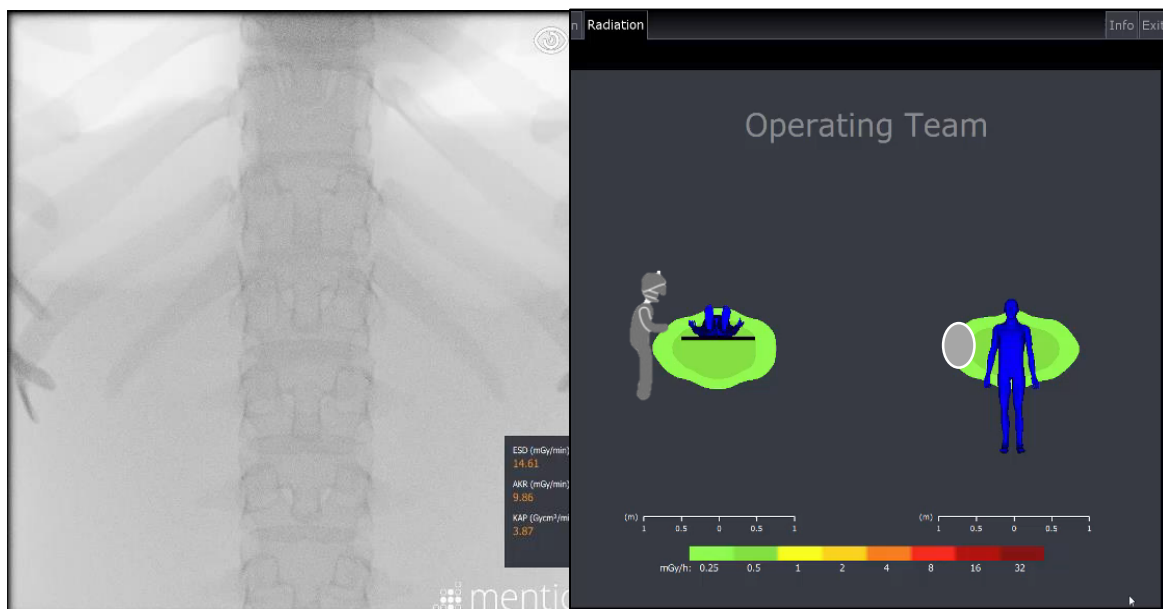 n Radiation Info Exit
Operating Team
ESD (mGy/min)
14.61
AKR (mGy/min)
9.86
KAP (Gycm²/mi
3.87
mentic
(m) 1 0.5 0 0.5 1
(m) 1 0.5 0 0.5 1
mGy/h: 0.25 0.5 1 2 4 8 16 32